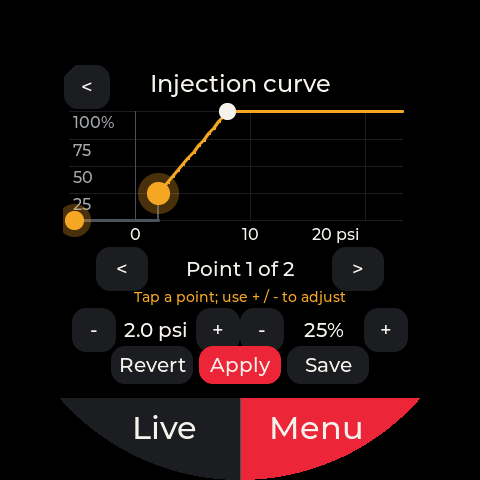 < Injection curve
100%
75
50
25
0 10 20 psi
< Point 1 of 2 >
Tap a point; use + / - to adjust
- 2.0 psi + - 25% +
Revert Apply Save
Live Menu